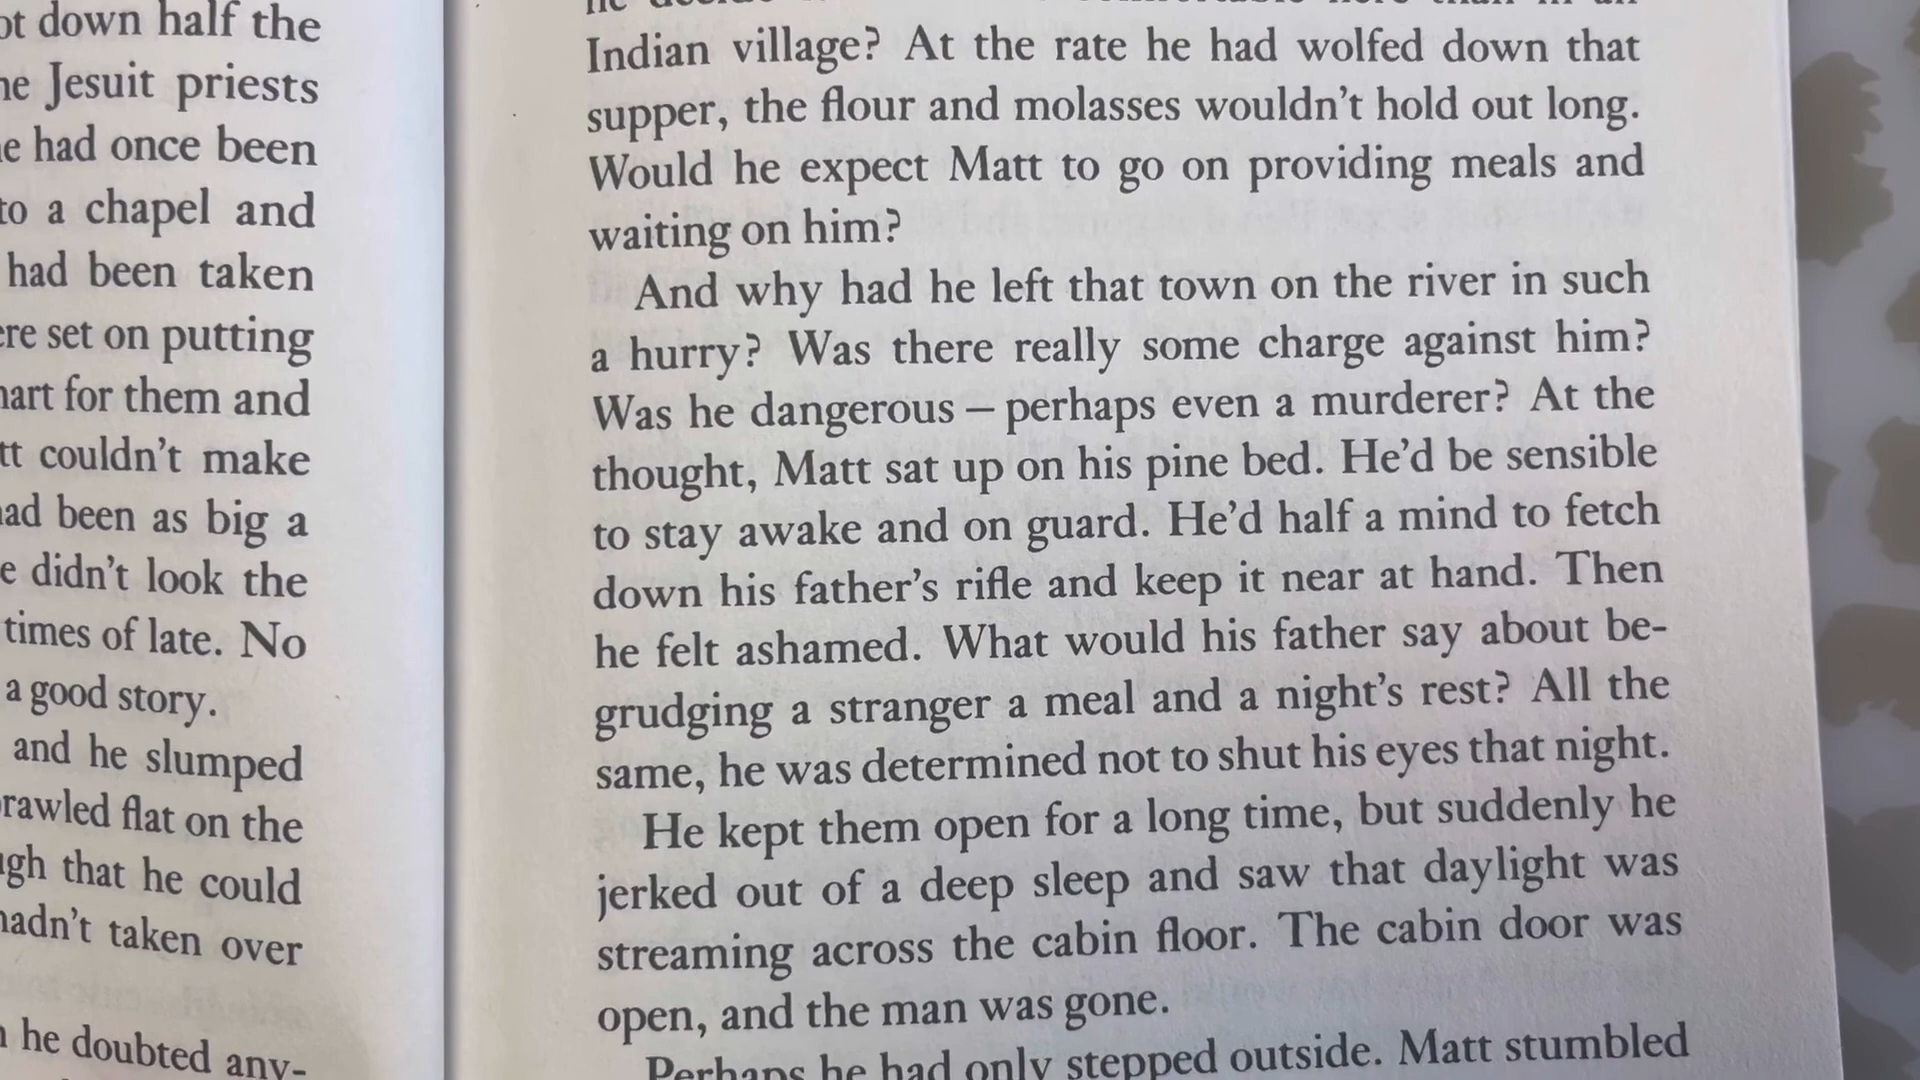 ot down half the
Jesuit priests
had once been
to a chapel and
had been taken
set on putting
for them and
couldn't make
had been as big a
didn't look the
times of late. No
a good story.
and he slumped
flat on the
that he could
hadn't taken over
he doubted any-
Indian village? At the rate he had wolfed down that
supper, the flour and molasses wouldn't hold out long.
Would he expect Matt to go on providing meals and
waiting on him?
And why had he left that town on the river in such
a hurry? Was there really some charge against him?
Was he dangerous — perhaps even a murderer? At the
thought, Matt sat up on his pine bed. He'd be sensible
to stay awake and on guard. He'd half a mind to fetch
down his father's rifle and keep it near at hand. Then
he felt ashamed. What would his father say about be-
grudging a stranger a meal and a night's rest? All the
same, he was determined not to shut his eyes that night.
He kept them open for a long time, but suddenly he
jerked out of a deep sleep and saw that daylight was
streaming across the cabin floor. The cabin door was
open, and the man was gone.
Perhaps he had only stepped outside. Matt stumbled